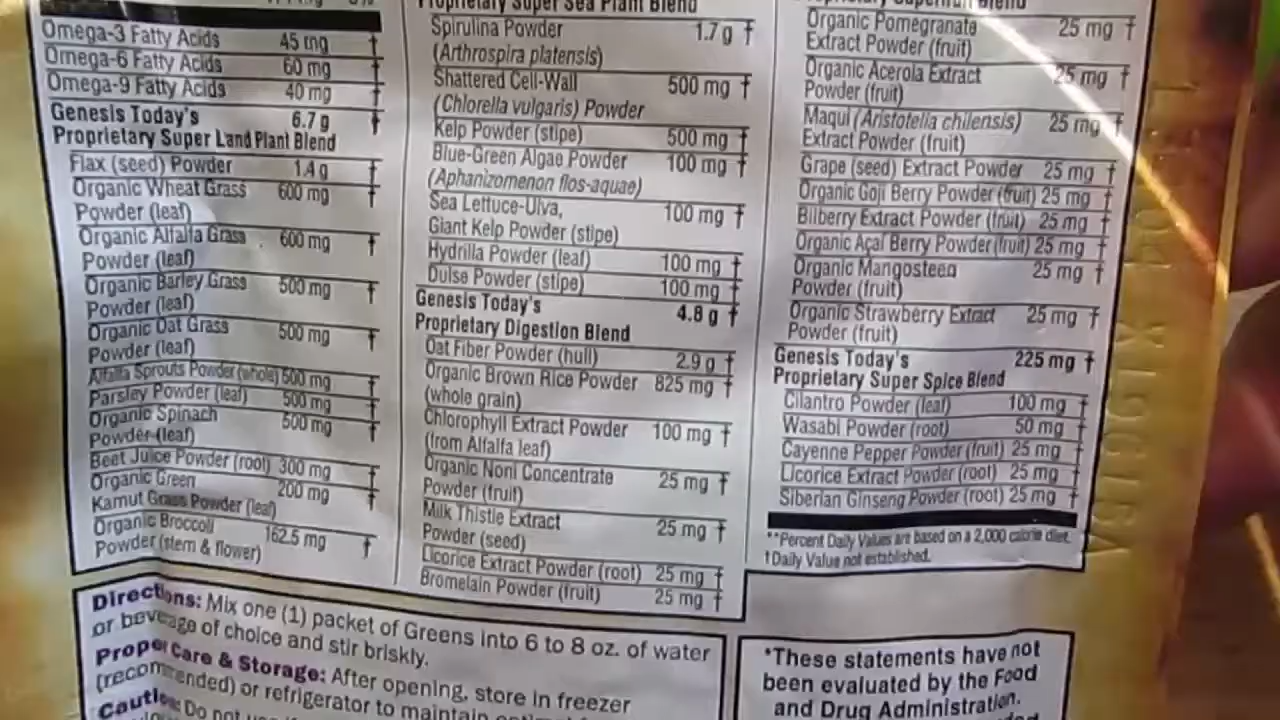 Omega-3 Fatty Acids 45 mg †
Omega-6 Fatty Acids 60 mg †
Omega-9 Fatty Acids 40 mg †
Genesis Today's 6.7 g †
Proprietary Super Land Plant Blend
Flax (seed) Powder 1.4 g †
Organic Wheat Grass 600 mg †
Powder (leaf)
Organic Alfalfa Grass 600 mg †
Powder (leaf)
Organic Barley Grass 500 mg †
Powder (leaf)
Organic Oat Grass 500 mg †
Powder (leaf)
Alfalfa Sprouts Powder (whole) 500 mg †
Parsley Powder (leaf) 500 mg †
Organic Spinach 500 mg †
Powder (leaf)
Beet Juice Powder (root) 300 mg †
Organic Green 200 mg †
Kamut Grass Powder (leaf)
Organic Broccoli 162.5 mg †
Powder (stem & flower)
Proprietary Super Sea Plant Blend
Spirulina Powder 1.7 g †
(Arthrospira platensis)
Shattered Cell-Wall 500 mg †
(Chlorella vulgaris) Powder
Kelp Powder (stipe) 500 mg †
Blue-Green Algae Powder 100 mg †
(Aphanizomenon flos-aquae)
Sea Lettuce-Ulva, 100 mg †
Giant Kelp Powder (stipe)
Hydrilla Powder (leaf) 100 mg †
Dulse Powder (stipe) 100 mg †
Genesis Today's 4.8 g †
Proprietary Digestion Blend
Oat Fiber Powder (hull) 2.9 g †
Organic Brown Rice Powder 825 mg †
(whole grain)
Chlorophyll Extract Powder 100 mg †
(from Alfalfa leaf)
Organic Noni Concentrate 25 mg †
Powder (fruit)
Milk Thistle Extract 25 mg †
Powder (seed)
Licorice Extract Powder (root) 25 mg †
Bromelain Powder (fruit) 25 mg †
Blend
Organic Pomegranate 25 mg †
Extract Powder (fruit)
Organic Acerola Extract 25 mg †
Powder (fruit)
Maqui (Aristotelia chilensis) 25 mg †
Extract Powder (fruit)
Grape (seed) Extract Powder 25 mg †
Organic Goji Berry Powder (fruit) 25 mg †
Bilberry Extract Powder (fruit) 25 mg †
Organic Açai Berry Powder (fruit) 25 mg †
Organic Mangosteen 25 mg †
Powder (fruit)
Organic Strawberry Extract 25 mg †
Powder (fruit)
Genesis Today's 225 mg †
Proprietary Super Spice Blend
Cilantro Powder (leaf) 100 mg †
Wasabi Powder (root) 50 mg †
Cayenne Pepper Powder (fruit) 25 mg †
Licorice Extract Powder (root) 25 mg †
Siberian Ginseng Powder (root) 25 mg †
**Percent Daily Values are based on a 2,000 calorie diet.
†Daily Value not established.
Directions: Mix one (1) packet of Greens into 6 to 8 oz. of water
or beverage of choice and stir briskly.
Proper Care & Storage: After opening, store in freezer
(recommended) or refrigerator to maintain
Caution: Do not
*These statements have not
been evaluated by the Food
and Drug Administration.